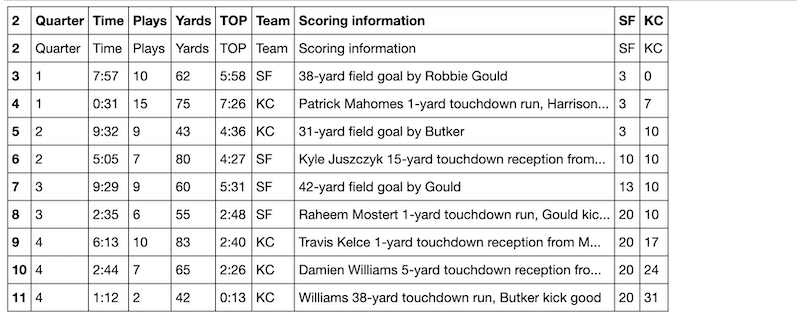 2 Quarter Time Plays Yards TOP Team Scoring information SF KC
2 Quarter Time Plays Yards TOP Team Scoring information SF KC
3 1 7:57 10 62 5:58 SF 38-yard field goal by Robbie Gould 3 0
4 1 0:31 15 75 7:26 KC Patrick Mahomes 1-yard touchdown run, Harrison... 3 7
5 2 9:32 9 43 4:36 KC 31-yard field goal by Butker 3 10
6 2 5:05 7 80 4:27 SF Kyle Juszczyk 15-yard touchdown reception from... 10 10
7 3 9:29 9 60 5:31 SF 42-yard field goal by Gould 13 10
8 3 2:35 6 55 2:48 SF Raheem Mostert 1-yard touchdown run, Gould kic... 20 10
9 4 6:13 10 83 2:40 KC Travis Kelce 1-yard touchdown reception from M... 20 17
10 4 2:44 7 65 2:26 KC Damien Williams 5-yard touchdown reception fro... 20 24
11 4 1:12 2 42 0:13 KC Williams 38-yard touchdown run, Butker kick good 20 31